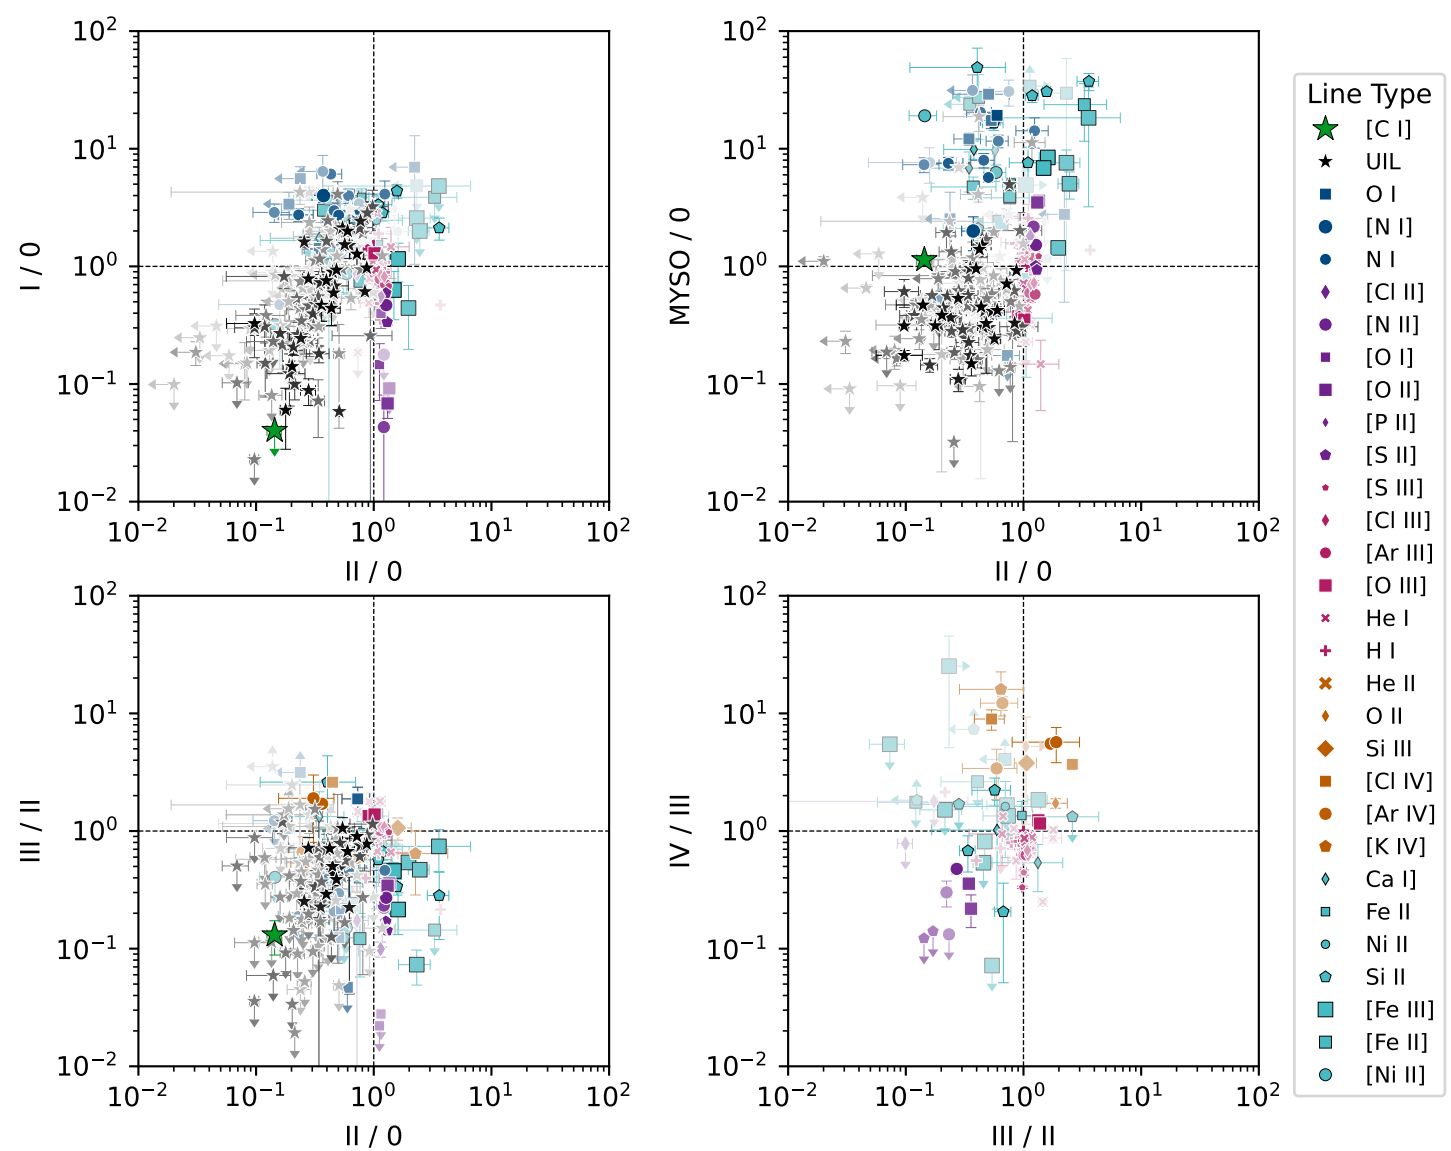 10²
10¹
10⁰
10⁻¹
10⁻²
I / 0
10⁻² 10⁻¹ 10⁰ 10¹ 10²
II / 0
10²
10¹
10⁰
10⁻¹
10⁻²
MYSO / 0
10⁻² 10⁻¹ 10⁰ 10¹ 10²
II / 0
10²
10¹
10⁰
10⁻¹
10⁻²
III / II
10⁻² 10⁻¹ 10⁰ 10¹ 10²
II / 0
10²
10¹
10⁰
10⁻¹
10⁻²
IV / III
10⁻² 10⁻¹ 10⁰ 10¹ 10²
III / II
Line Type
[C I]
UIL
O I
[N I]
N I
[Cl II]
[N II]
[O I]
[O II]
[P II]
[S II]
[S III]
[Cl III]
[Ar III]
[O III]
He I
H I
He II
O II
Si III
[Cl IV]
[Ar IV]
[K IV]
Ca I]
Fe II
Ni II
Si II
[Fe III]
[Fe II]
[Ni II]